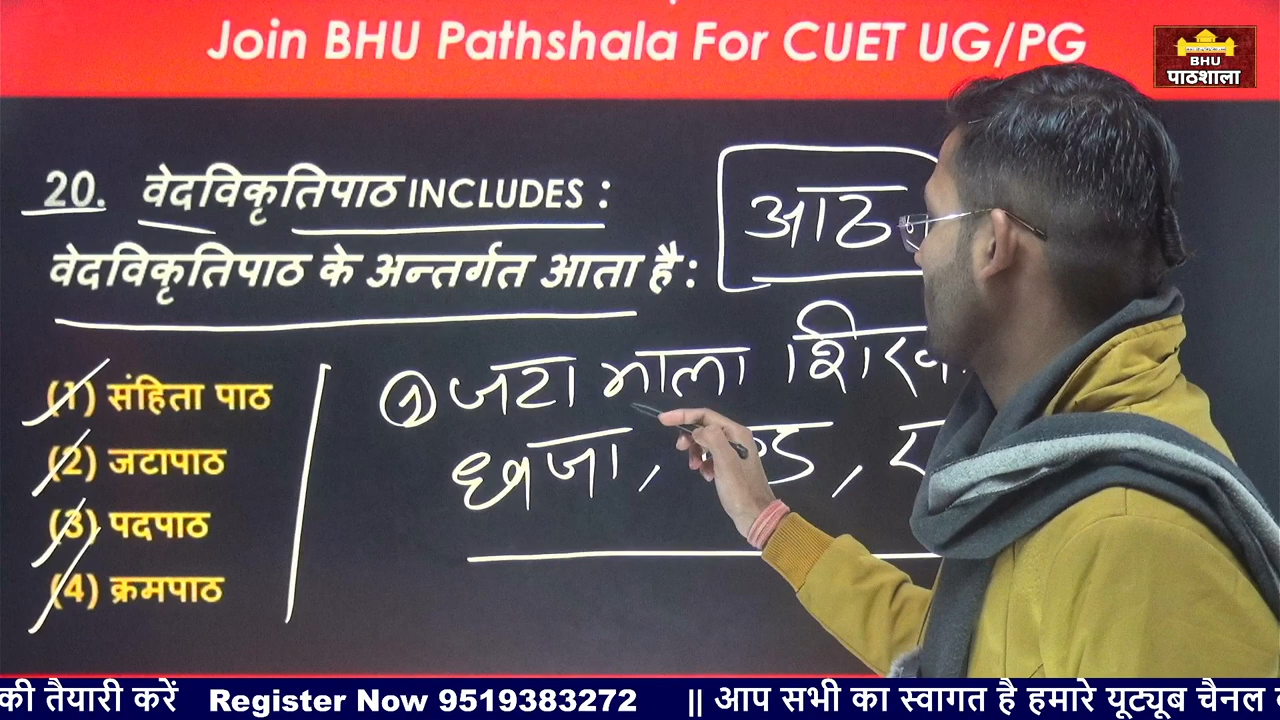 Join BHU Pathshala For CUET UG/PG
BHU
पाठशाला
20. वेदविकृतिपाठ INCLUDES :
वेदविकृतिपाठ के अन्तर्गत आता है :
आठ
(1) संहिता पाठ
(2) जटापाठ
(3) पदपाठ
(4) क्रमपाठ
① जटा माला शिख
ध्वजा,
की तैयारी करें Register Now 9519383272 || आप सभी का स्वागत है हमारे यूट्यूब चैनल